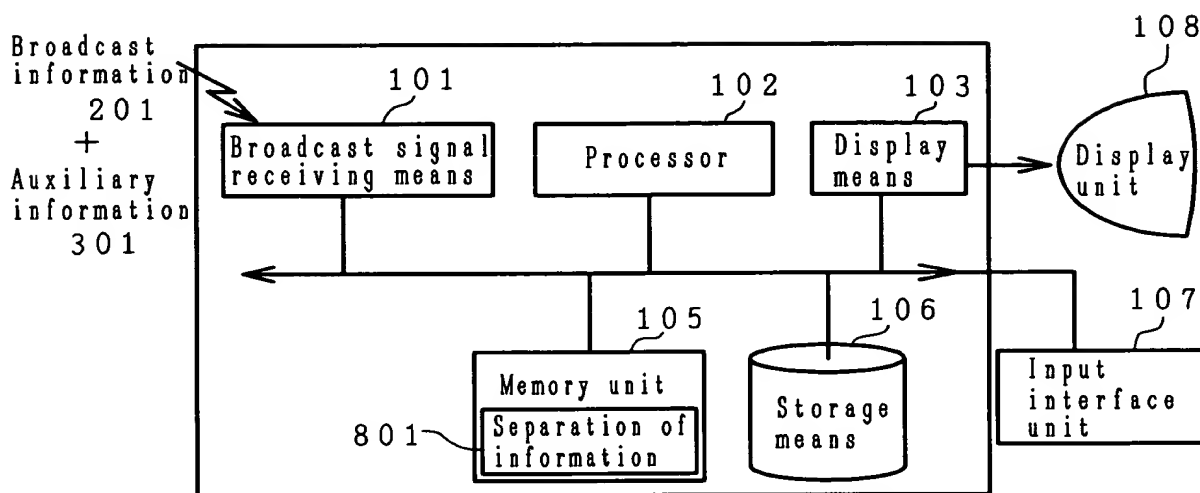 Broadcast
information
201
+
Auxiliary
information
301
101
Broadcast signal
receiving means
102
Processor
103
Display
means
108
Display
unit
105
Memory unit
801
Separation of
information
106
Storage
means
107
Input
interface
unit